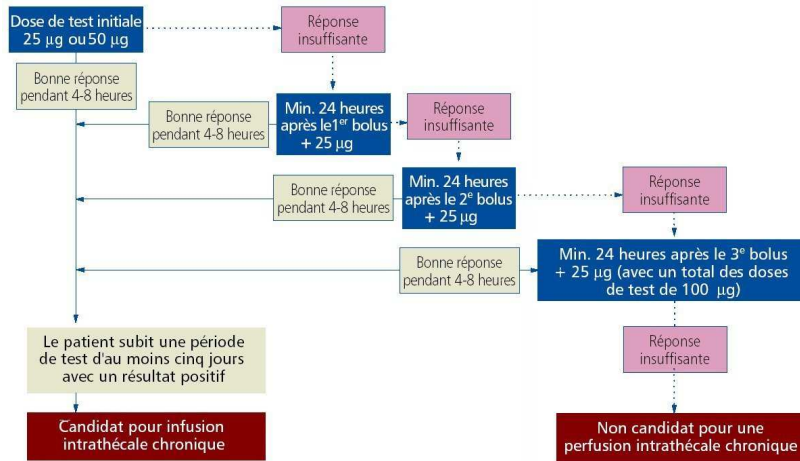 Dose de test initiale
25 µg ou 50 µg
Réponse
insuffisante
Bonne réponse
pendant 4-8 heures
Bonne réponse
pendant 4-8 heures
Min. 24 heures
après le1er bolus
+ 25 µg
Réponse
insuffisante
Bonne réponse
pendant 4-8 heures
Min. 24 heures
après le 2e bolus
+ 25 µg
Réponse
insuffisante
Bonne réponse
pendant 4-8 heures
Min. 24 heures après le 3e bolus
+ 25 µg (avec un total des doses
de test de 100 µg)
Le patient subit une période
de test d'au moins cinq jours
avec un résultat positif
Réponse
insuffisante
Candidat pour infusion
intrathécale chronique
Non candidat pour une
perfusion intrathécale chronique